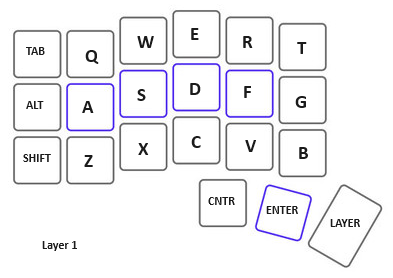 TAB Q W E R T
ALT A S D F G
SHIFT Z X C V B
CNTR ENTER LAYER
Layer 1